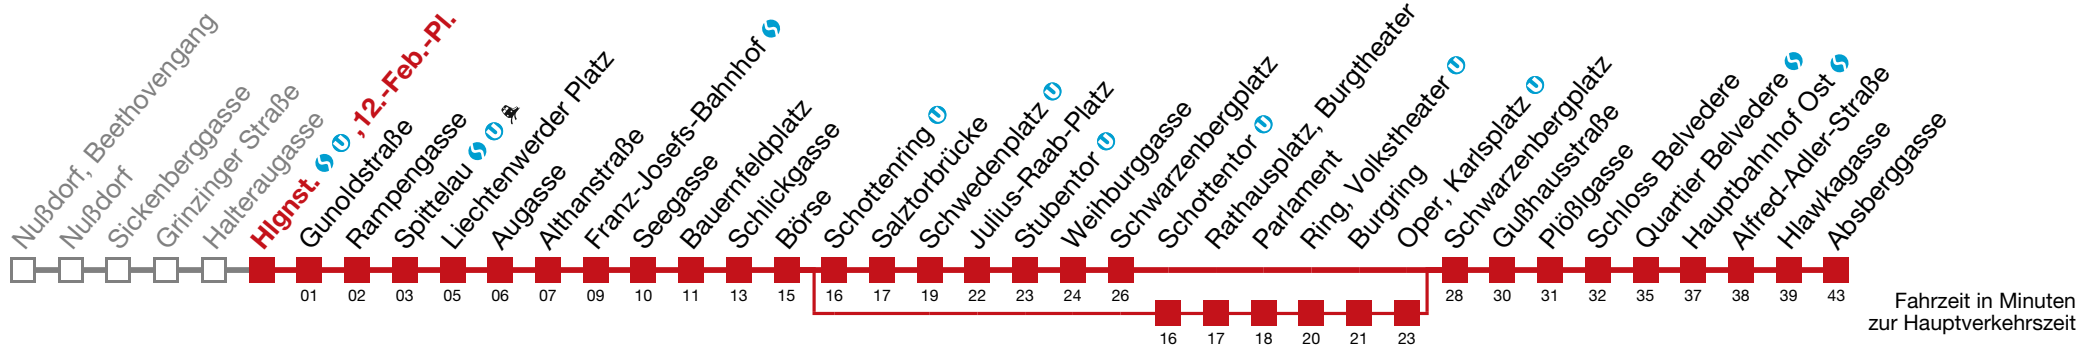 Nußdorf, Beethovengang
Nußdorf
Sickenberggasse
Grinzinger Straße
Halteraugasse
Hlgnst. , 12.-Feb.-Pl.
Gunoldstraße
Rampengasse
Spittelau
Liechtenwerder Platz
Augasse
Althanstraße
Franz-Josefs-Bahnhof
Seegasse
Bauernfeldplatz
Schlickgasse
Börse
Schottenring
Salztorbrücke
Schwedenplatz
Julius-Raab-Platz
Stubentor
Weihburggasse
Schwarzenbergplatz
Schottentor
Rathausplatz, Burgtheater
Parlament
Ring, Volkstheater
Burgring
Oper, Karlsplatz
Schwarzenbergplatz
Gußhausstraße
Plößlgasse
Schloss Belvedere
Quartier Belvedere
Hauptbahnhof Ost
Alfred-Adler-Straße
Hlawkagasse
Absberggasse
01 02 03 05 06 07 09 10 11 13 15 16 17 19 22 23 24 26 28 30 31 32 35 37 38 39 43
16 17 18 20 21 23
Fahrzeit in Minuten
zur Hauptverkehrszeit